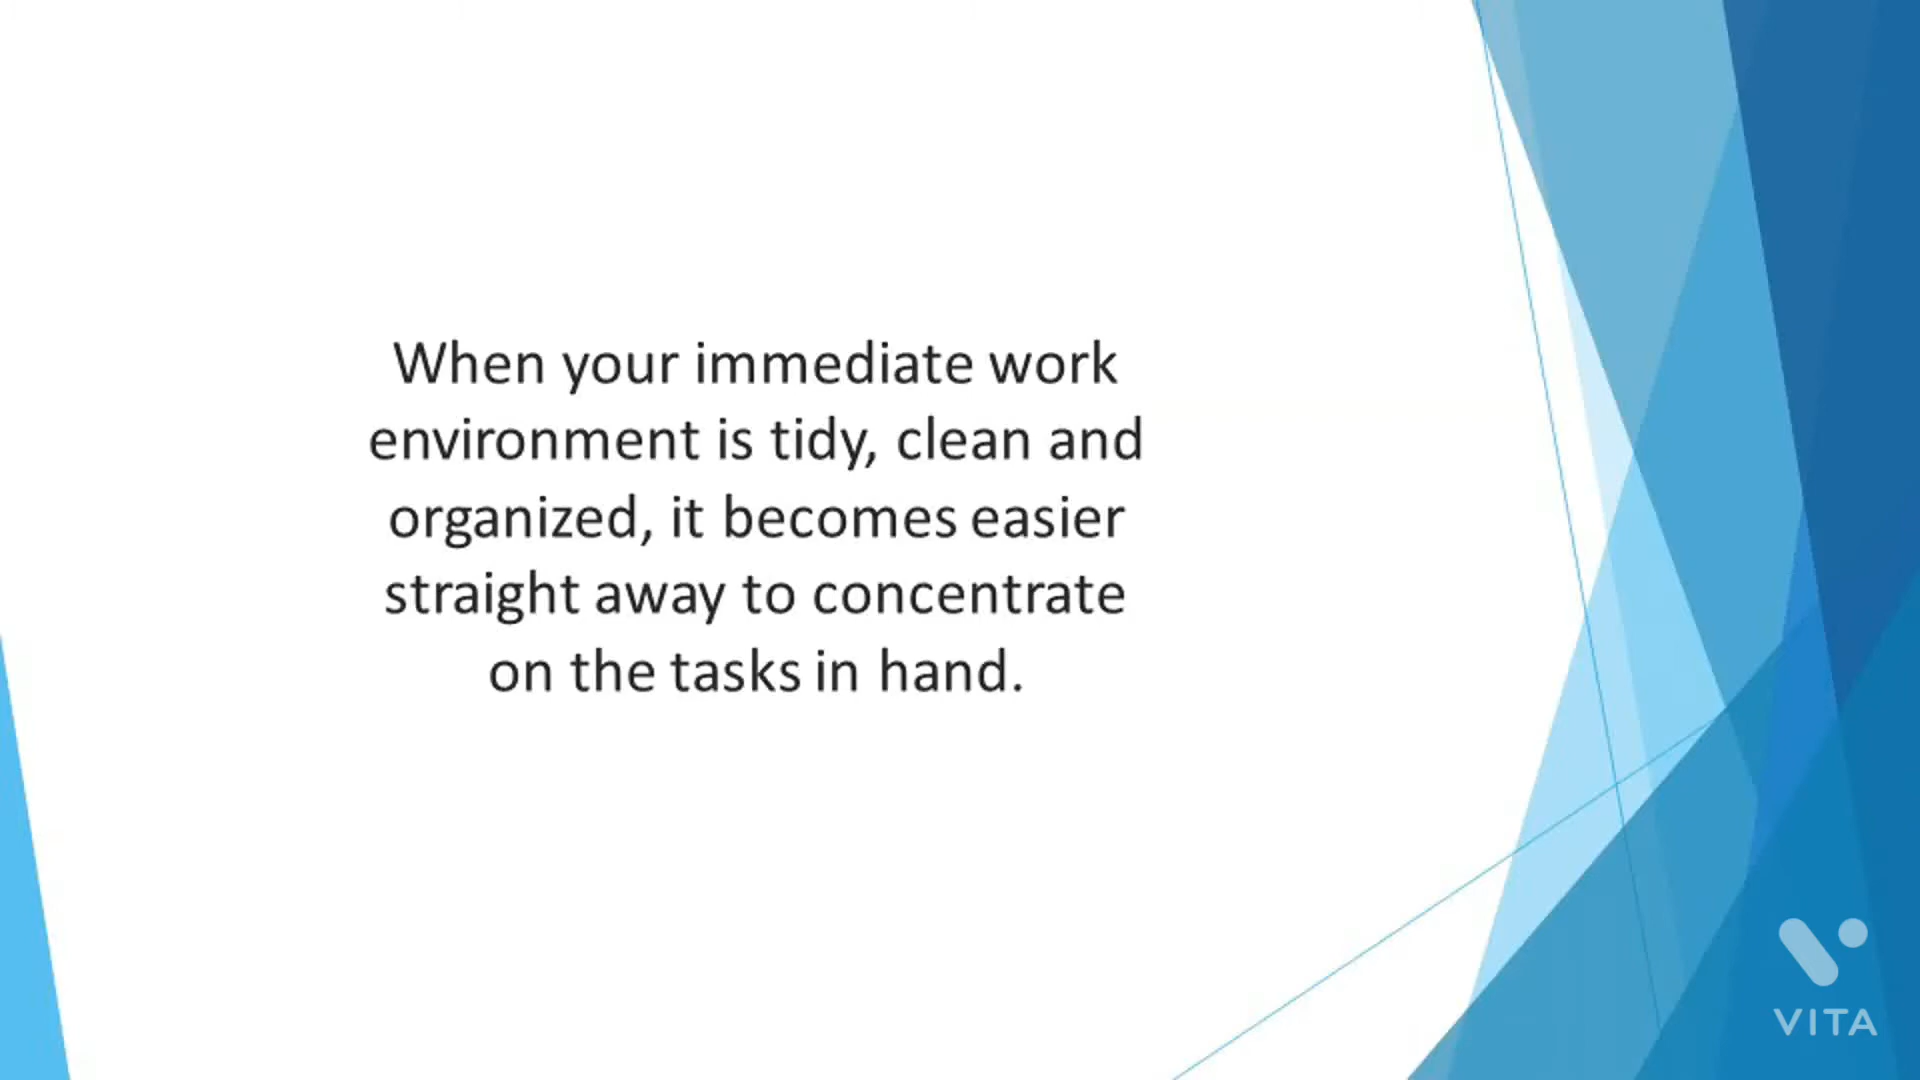 When your immediate work
environment is tidy, clean and
organized, it becomes easier
straight away to concentrate
on the tasks in hand.
VITA